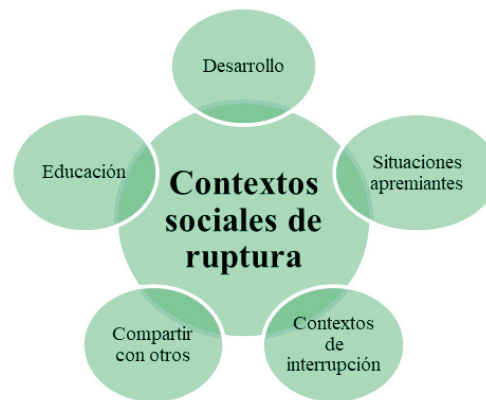 Desarrollo
Educación
Situaciones
apremiantes
Contextos
sociales de
ruptura
Compartir
con otros
Contextos
de
interrupción